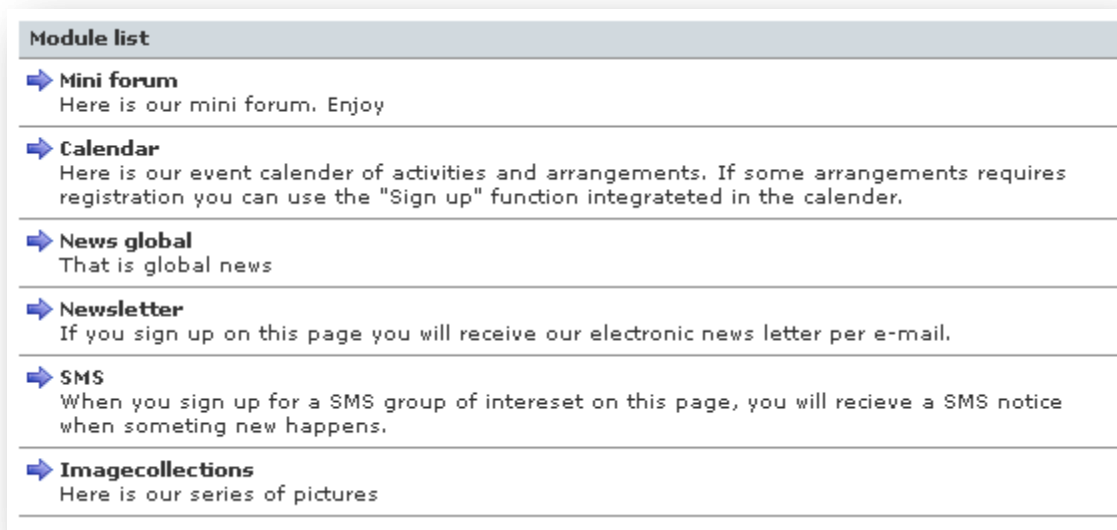 Module list
Mini forum
Here is our mini forum. Enjoy
Calendar
Here is our event calender of activities and arrangements. If some arrangements requires
registration you can use the "Sign up" function integrateted in the calender.
News global
That is global news
Newsletter
If you sign up on this page you will receive our electronic news letter per e-mail.
SMS
When you sign up for a SMS group of intereset on this page, you will recieve a SMS notice
when someting new happens.
Imagecollections
Here is our series of pictures